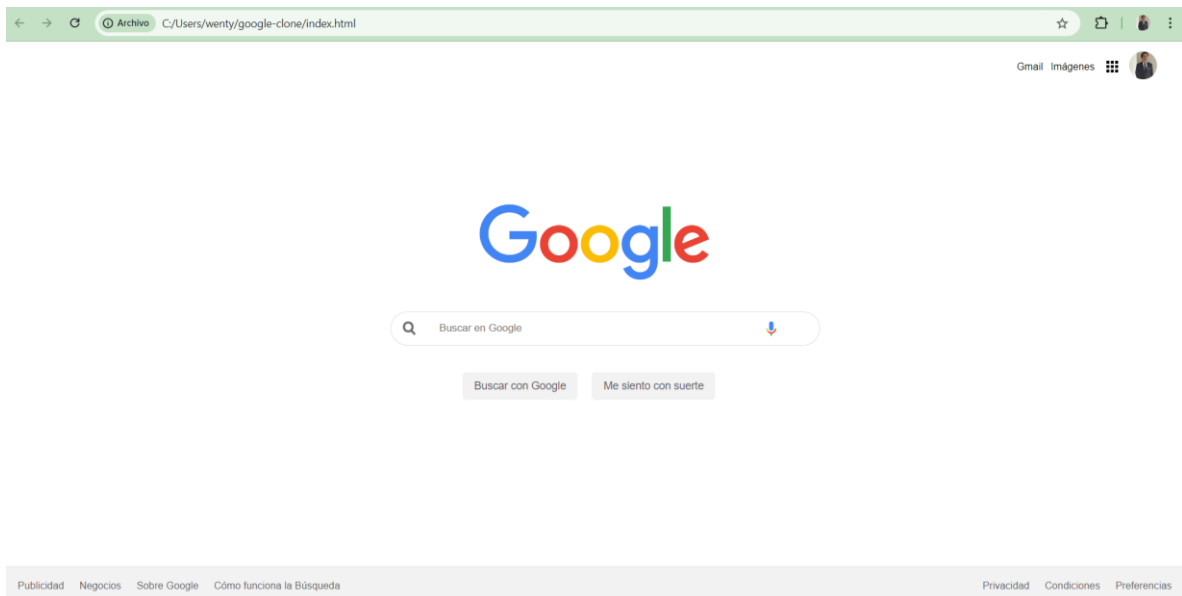 Archivo C:/Users/wenty/google-clone/index.html
Gmail Imágenes
Google
Buscar en Google
Buscar con Google Me siento con suerte
Publicidad Negocios Sobre Google Cómo funciona la Búsqueda Privacidad Condiciones Preferencias